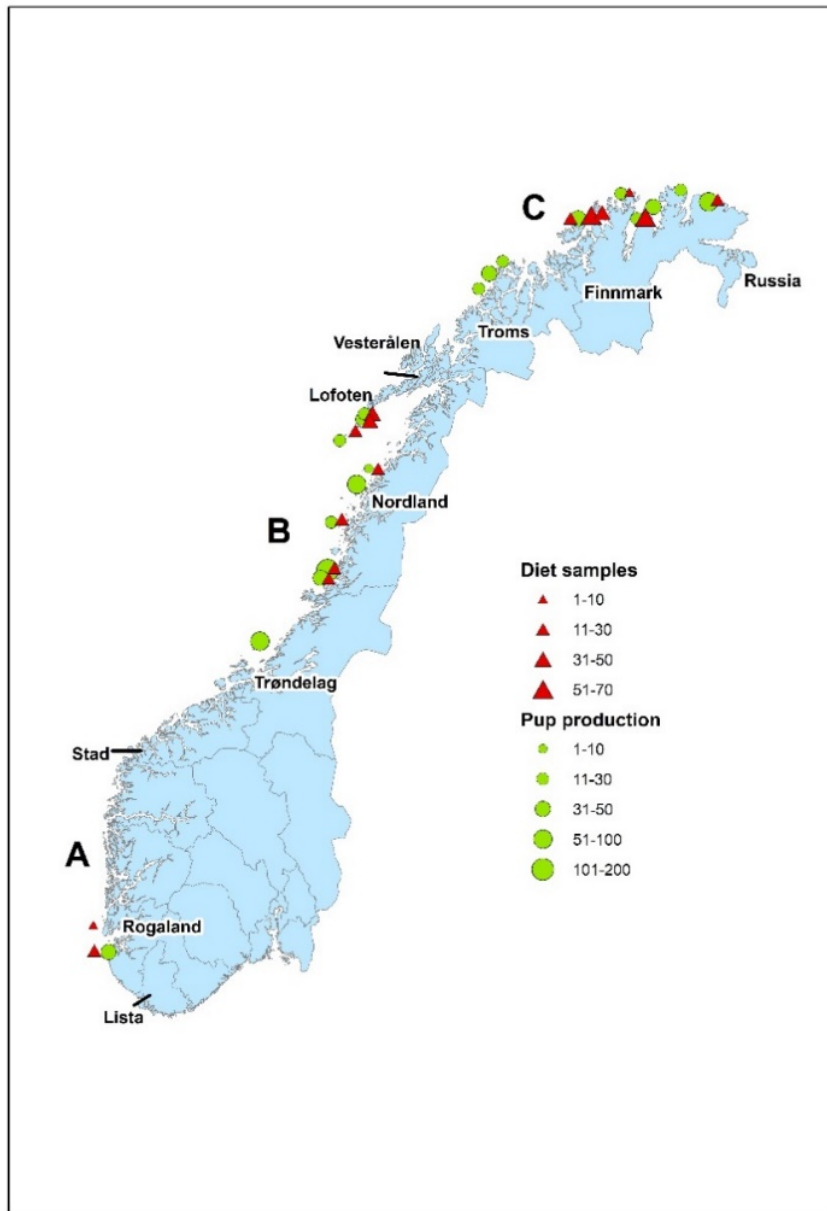 C
Russia
Finnmark
Troms
Vesterålen
Lofoten
Nordland
B
Trøndelag
Stad
A
Rogaland
Lista
Diet samples
1-10
11-30
31-50
51-70
Pup production
1-10
11-30
31-50
51-100
101-200